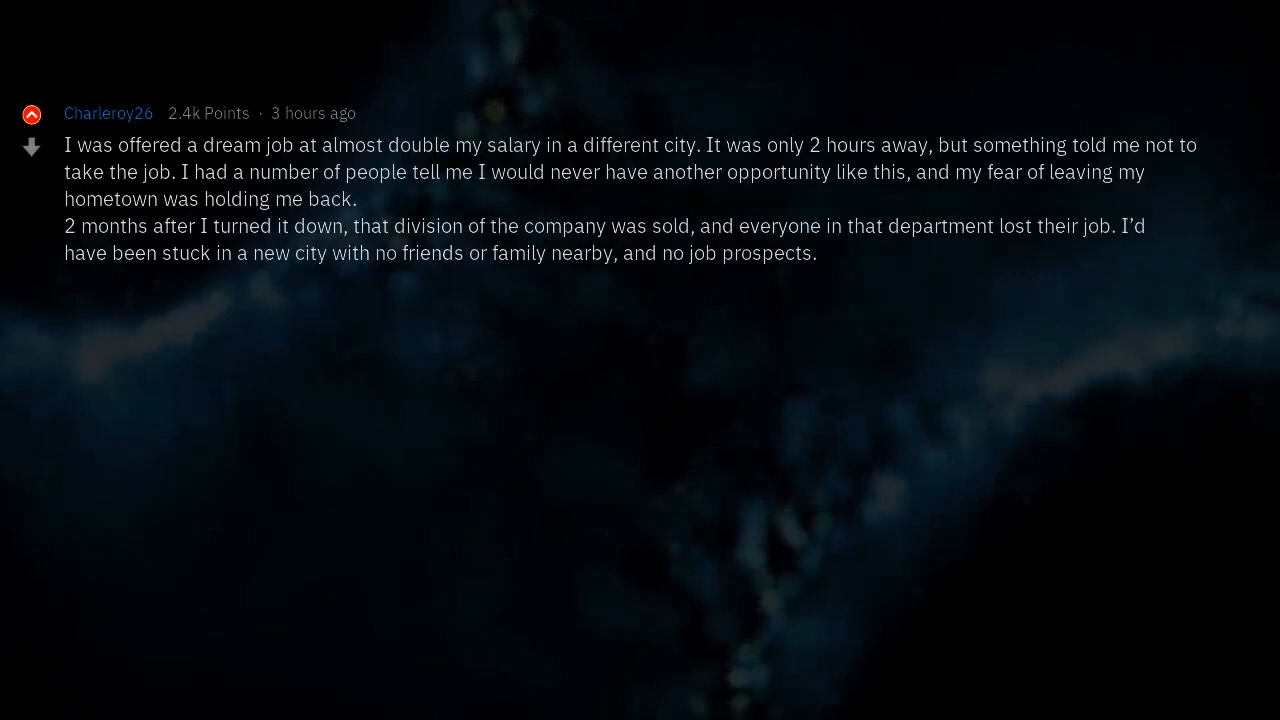 Charleroy26 2.4k Points · 3 hours ago
I was offered a dream job at almost double my salary in a different city. It was only 2 hours away, but something told me not to
take the job. I had a number of people tell me I would never have another opportunity like this, and my fear of leaving my
hometown was holding me back.
2 months after I turned it down, that division of the company was sold, and everyone in that department lost their job. I’d
have been stuck in a new city with no friends or family nearby, and no job prospects.